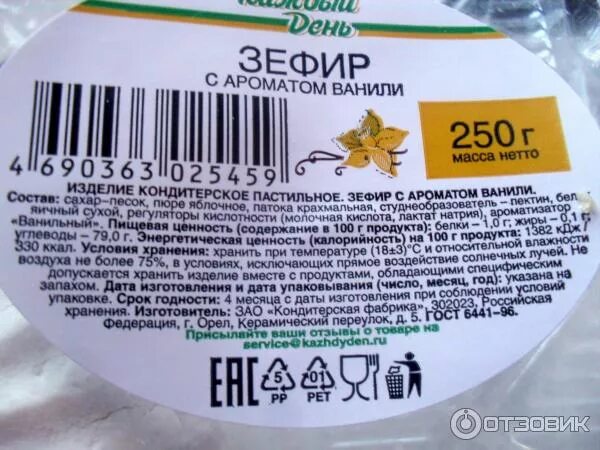 Каждый
День
ЗЕФИР
С АРОМАТОМ ВАНИЛИ
250 г
масса нетто
4 690363 025459
ИЗДЕЛИЕ КОНДИТЕРСКОЕ ПАСТИЛЬНОЕ. ЗЕФИР С АРОМАТОМ ВАНИЛИ.
Состав: сахар-песок, пюре яблочное, патока крахмальная, студнеобразователь – пектин, бел
яичный сухой, регуляторы кислотности (молочная кислота, лактат натрия), ароматизатор
«Ванильный». Пищевая ценность (содержание в 100 г продукта): белки – 1,0 г; жиры – 0,1 г;
углеводы – 79,0 г. Энергетическая ценность (калорийность) на 100 г продукта: 1382 кДж /
330 ккал. Условия хранения: хранить при температуре (18±3)°С и относительной влажности
воздуха не более 75%, в условиях, исключающих прямое воздействие солнечных лучей. Не
допускается хранить изделие вместе с продуктами, обладающими специфическим
запахом. Дата изготовления и дата упаковывания (число, месяц, год): указана на
упаковке. Срок годности: 4 месяца с даты изготовления при соблюдении условий
хранения. Изготовитель: ЗАО «Кондитерская фабрика», 302023, Российская
Федерация, г. Орел, Керамический переулок, д. 5. ГОСТ 6441–96.
Присылайте ваши отзывы о товаре на
service@kazhdyden.ru
ЕАС
5
PP
01
PET
ОТЗОВИК